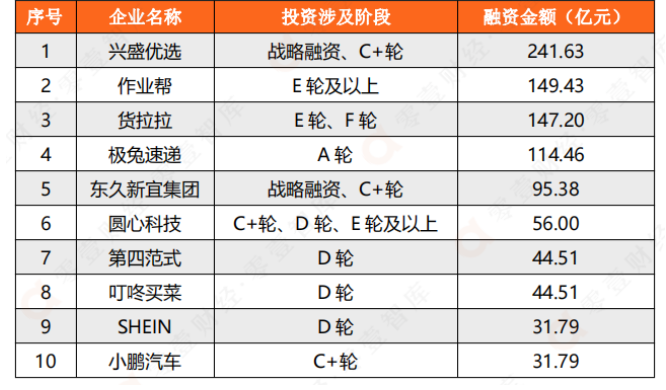 序号 企业名称 投资涉及阶段 融资金额（亿元）
1 兴盛优选 战略融资、C+轮 241.63
2 作业帮 E 轮及以上 149.43
3 货拉拉 E 轮、F 轮 147.20
4 极兔速递 A 轮 114.46
5 东久新宜集团 战略融资、C+轮 95.38
6 圆心科技 C+轮、D 轮、E 轮及以上 56.00
7 第四范式 D 轮 44.51
8 叮咚买菜 D 轮 44.51
9 SHEIN D 轮 31.79
10 小鹏汽车 C+轮 31.79
零壹财经·零壹智库